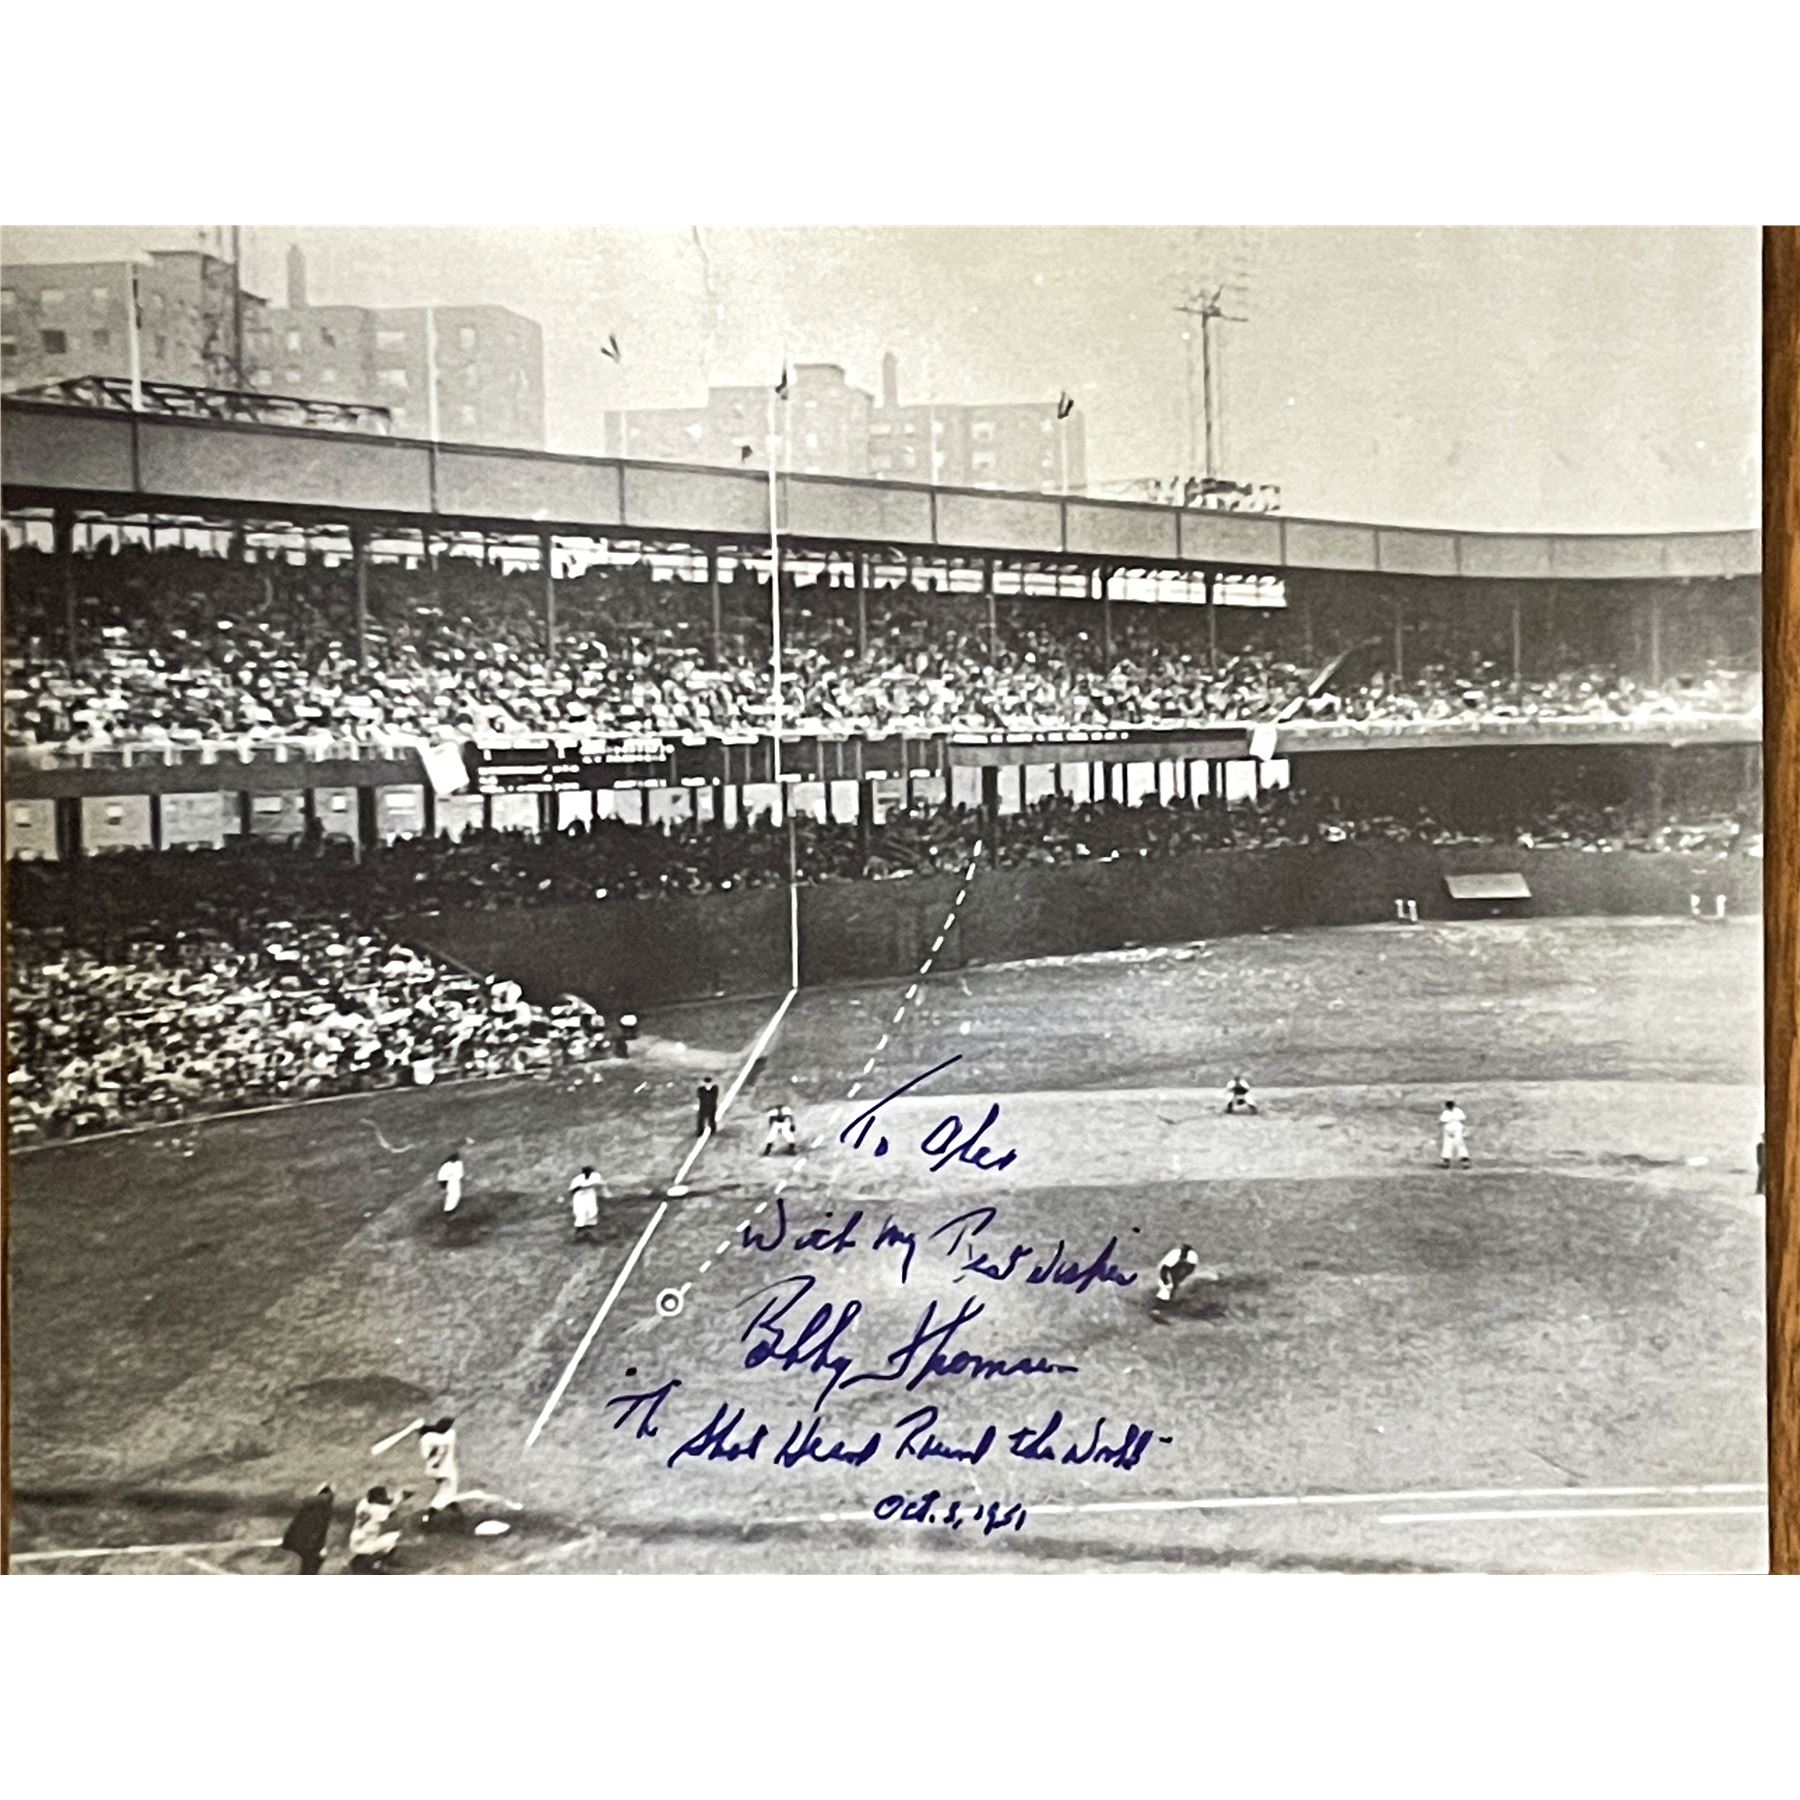 To Alex
With my Best Wishes
Bobby Thomson
"The Shot Heard Round the World"
Oct. 3, 1951